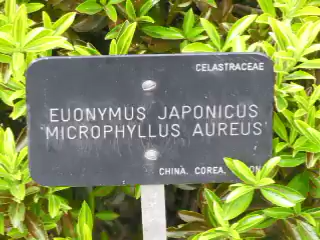 CELASTRACEAE
EUONYMUS JAPONICUS
'MICROPHYLLUS AUREUS'
CHINA. COREA.